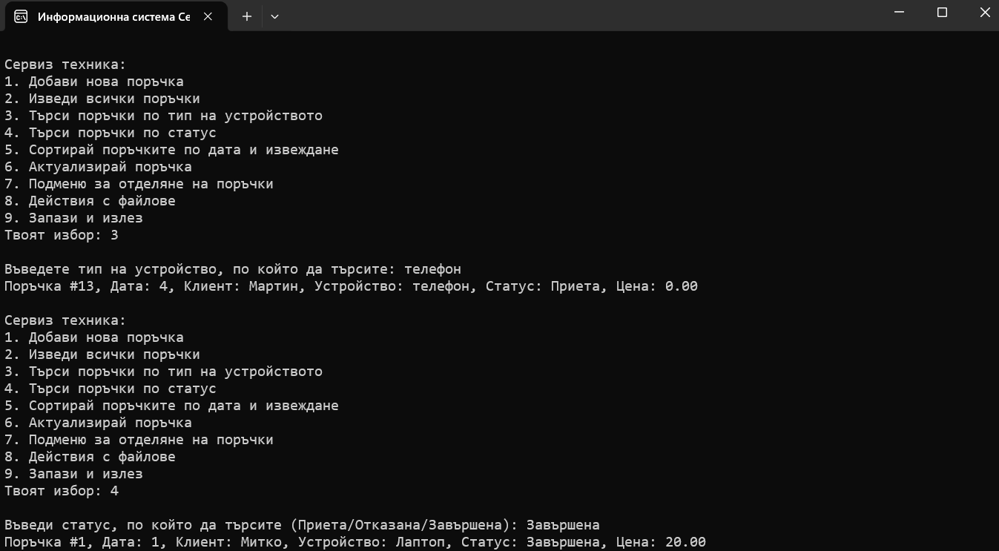 Информационна система Се
Сервиз техника:
1. Добави нова поръчка
2. Изведи всички поръчки
3. Търси поръчки по тип на устройството
4. Търси поръчки по статус
5. Сортирай поръчките по дата и извеждане
6. Актуализирай поръчка
7. Подменю за отделяне на поръчки
8. Действия с файлове
9. Запази и излез
Твоят избор: 3
Въведете тип на устройство, по който да търсите: телефон
Поръчка #13, Дата: 4, Клиент: Мартин, Устройство: телефон, Статус: Приета, Цена: 0.00
Сервиз техника:
1. Добави нова поръчка
2. Изведи всички поръчки
3. Търси поръчки по тип на устройството
4. Търси поръчки по статус
5. Сортирай поръчките по дата и извеждане
6. Актуализирай поръчка
7. Подменю за отделяне на поръчки
8. Действия с файлове
9. Запази и излез
Твоят избор: 4
Въведи статус, по който да търсите (Приета/Отказана/Завършена): Завършена
Поръчка #1, Дата: 1, Клиент: Митко, Устройство: Лаптоп, Статус: Завършена, Цена: 20.00